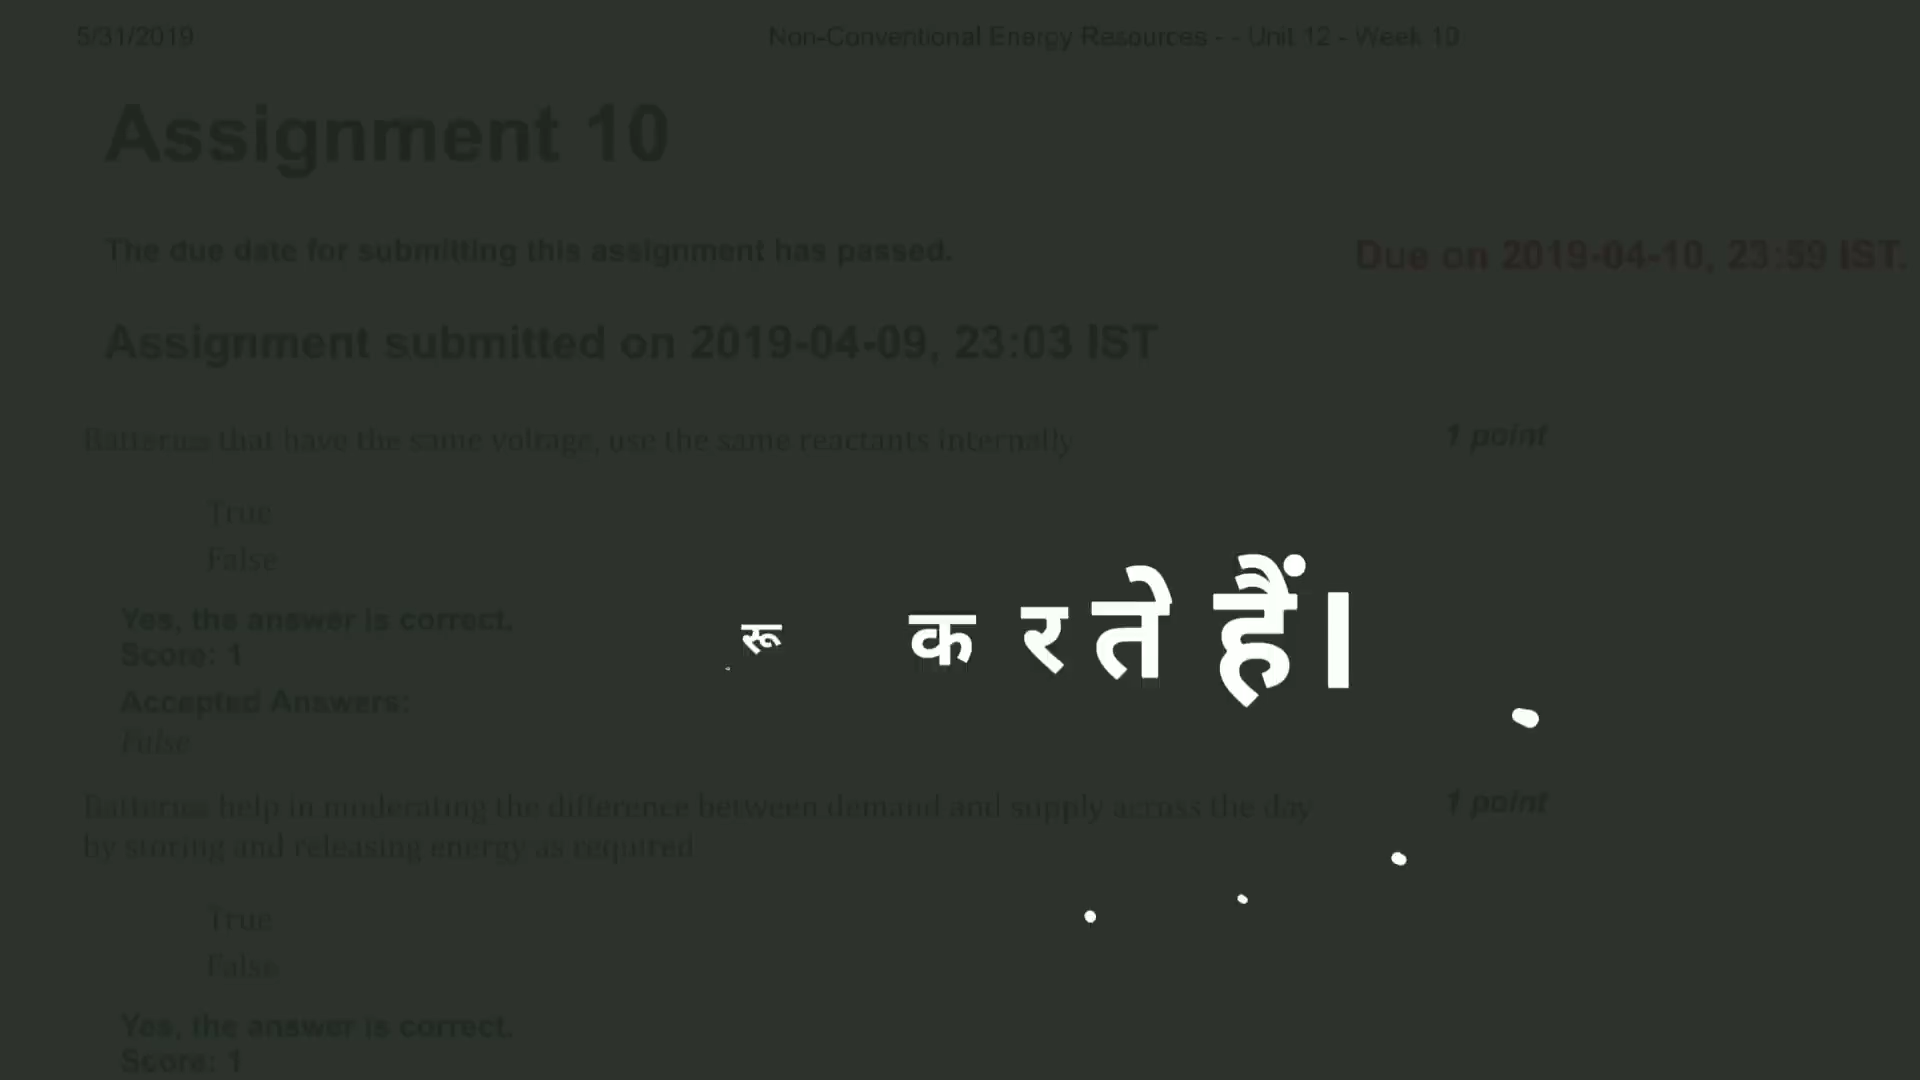 5/31/2019
Non-Conventional Energy Resources - - Unit 12 - Week 10
Assignment 10
The due date for submitting this assignment has passed.
Due on 2019-04-10, 23:59 IST.
Assignment submitted on 2019-04-09, 23:03 IST
Batteries that have the same voltage, use the same reactants internally
1 point
True
False
रू करते हैं।
Yes, the answer is correct.
Score: 1
Accepted Answers:
False
Batteries help in moderating the difference between demand and supply across the day
1 point
by storing and releasing energy as required
True
False
Yes, the answer is correct.
Score: 1